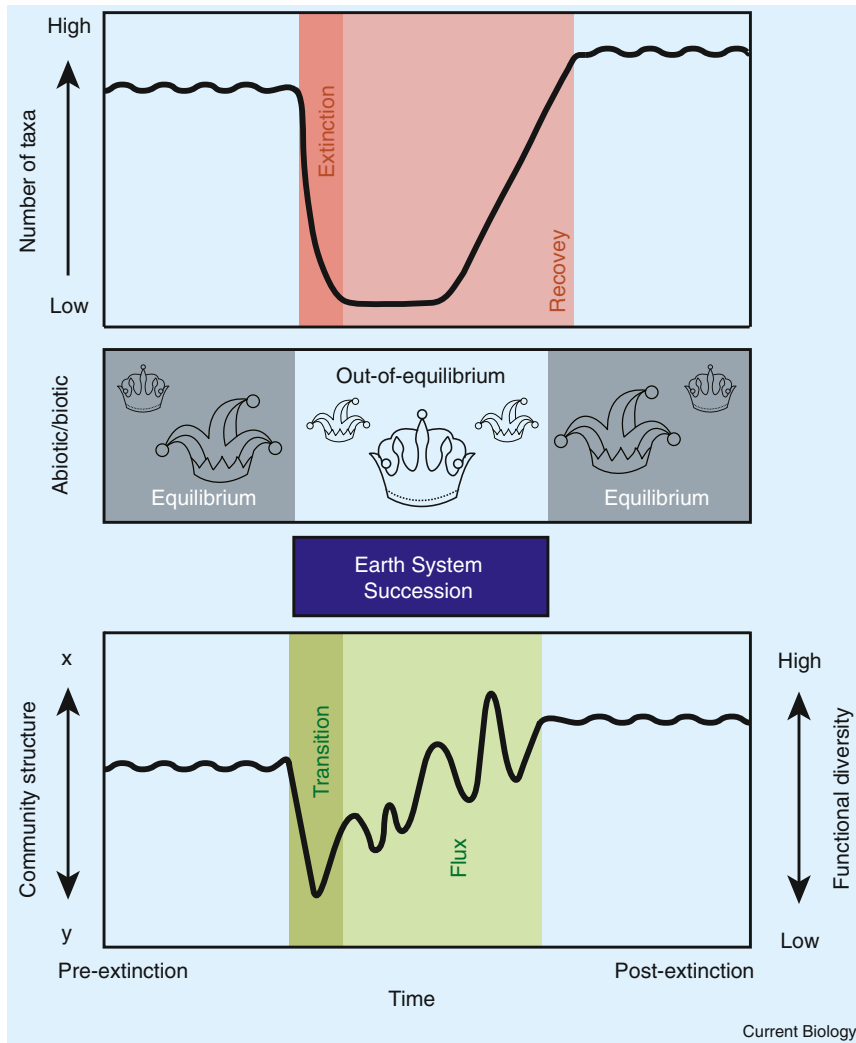 High
Number of taxa
Low
Extinction
Recovey
Abiotic/biotic
Out-of-equilibrium
Equilibrium
Equilibrium
Earth System
Succession
x
Community structure
y
Transition
Flux
High
Functional diversity
Low
Pre-extinction
Post-extinction
Time
Current Biology